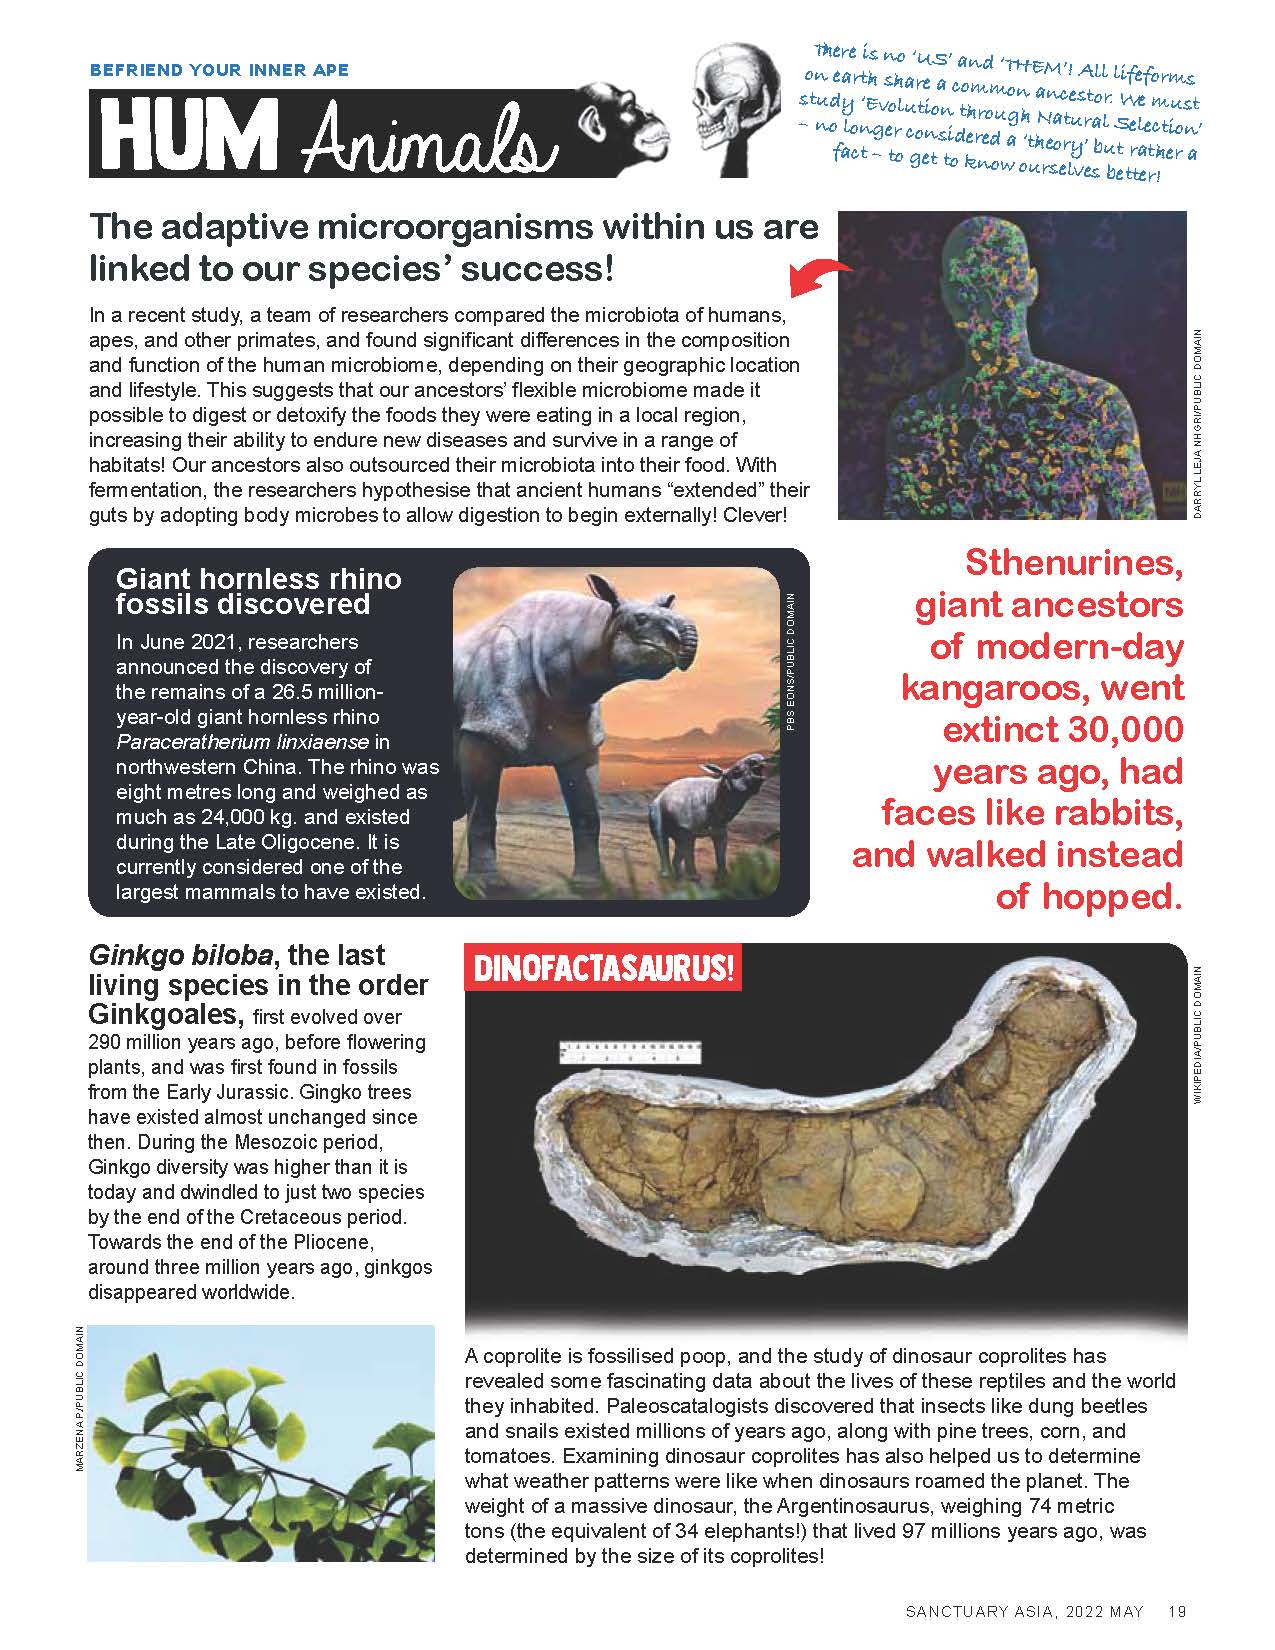 BEFRIEND YOUR INNER APE
HUM Animals
There is no 'US' and 'THEM'! All lifeforms
on earth share a common ancestor. We must
study 'Evolution through Natural Selection'
– no longer considered a 'theory' but rather a
fact – to get to know ourselves better!
The adaptive microorganisms within us are
linked to our species' success!
In a recent study, a team of researchers compared the microbiota of humans,
apes, and other primates, and found significant differences in the composition
and function of the human microbiome, depending on their geographic location
and lifestyle. This suggests that our ancestors' flexible microbiome made it
possible to digest or detoxify the foods they were eating in a local region,
increasing their ability to endure new diseases and survive in a range of
habitats! Our ancestors also outsourced their microbiota into their food. With
fermentation, the researchers hypothesise that ancient humans “extended” their
guts by adopting body microbes to allow digestion to begin externally! Clever!
DARRYL LEJA NHGRI/PUBLIC DOMAIN
Giant hornless rhino
fossils discovered
In June 2021, researchers
announced the discovery of
the remains of a 26.5 million-
year-old giant hornless rhino
Paraceratherium linxiaense in
northwestern China. The rhino was
eight metres long and weighed as
much as 24,000 kg. and existed
during the Late Oligocene. It is
currently considered one of the
largest mammals to have existed.
PBS EONS/PUBLIC DOMAIN
Sthenurines,
giant ancestors
of modern-day
kangaroos, went
extinct 30,000
years ago, had
faces like rabbits,
and walked instead
of hopped.
Ginkgo biloba, the last
living species in the order
Ginkgoales, first evolved over
290 million years ago, before flowering
plants, and was first found in fossils
from the Early Jurassic. Gingko trees
have existed almost unchanged since
then. During the Mesozoic period,
Ginkgo diversity was higher than it is
today and dwindled to just two species
by the end of the Cretaceous period.
Towards the end of the Pliocene,
around three million years ago, ginkgos
disappeared worldwide.
MARZENA P./PUBLIC DOMAIN
DINOFACTASAURUS!
WIKIPEDIA/PUBLIC DOMAIN
A coprolite is fossilised poop, and the study of dinosaur coprolites has
revealed some fascinating data about the lives of these reptiles and the world
they inhabited. Paleoscatalogists discovered that insects like dung beetles
and snails existed millions of years ago, along with pine trees, corn, and
tomatoes. Examining dinosaur coprolites has also helped us to determine
what weather patterns were like when dinosaurs roamed the planet. The
weight of a massive dinosaur, the Argentinosaurus, weighing 74 metric
tons (the equivalent of 34 elephants!) that lived 97 millions years ago, was
determined by the size of its coprolites!
SANCTUARY ASIA, 2022 MAY 19